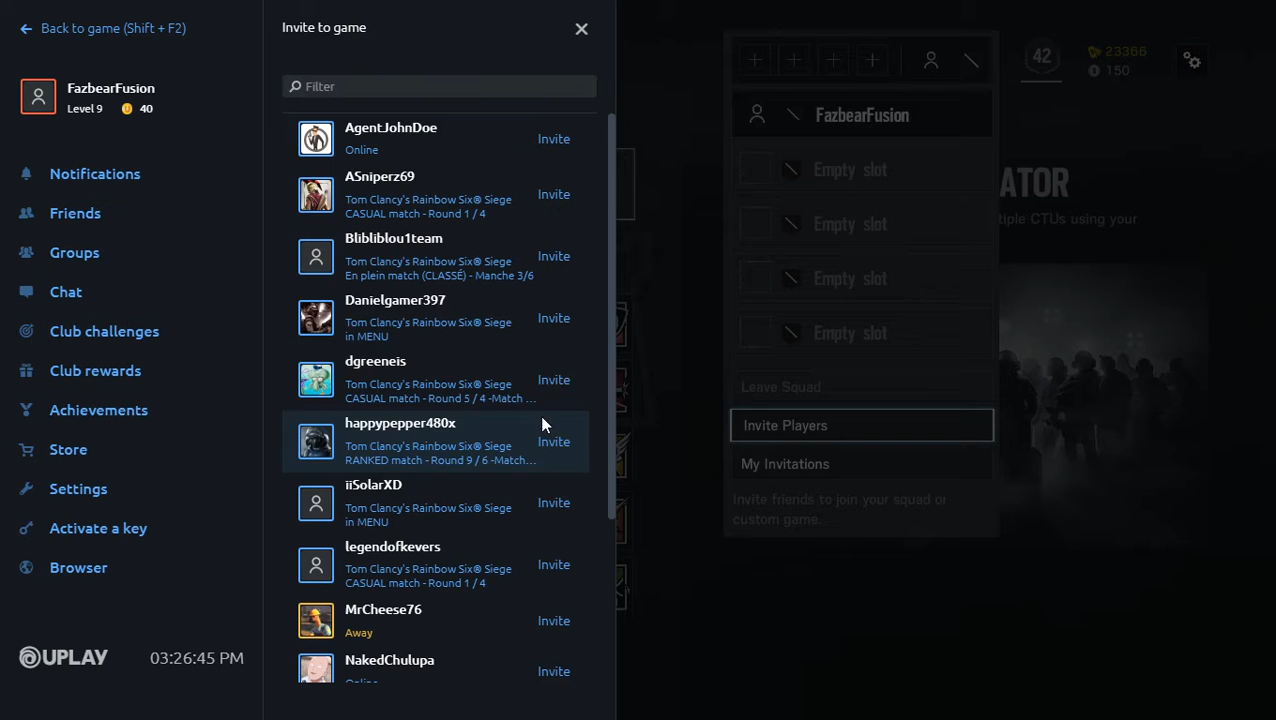 Back to game (Shift + F2)
FazbearFusion
Level 9
40
Notifications
Friends
Groups
Chat
Club challenges
Club rewards
Achievements
Store
Settings
Activate a key
Browser
UPLAY
03:26:45 PM
Invite to game
Filter
AgentJohnDoe
Online
Invite
ASniperz69
Tom Clancy's Rainbow Six® Siege
CASUAL match - Round 1 / 4
Invite
Blibliblou1team
Tom Clancy's Rainbow Six® Siege
En plein match (CLASSÉ) - Manche 3/6
Invite
Danielgamer397
Tom Clancy's Rainbow Six® Siege
in MENU
Invite
dgreeneis
Tom Clancy's Rainbow Six® Siege
CASUAL match - Round 5 / 4 -Match ...
Invite
happypepper480x
Tom Clancy's Rainbow Six® Siege
RANKED match - Round 9 / 6 -Match...
Invite
iiSolarXD
Tom Clancy's Rainbow Six® Siege
in MENU
Invite
legendofkevers
Tom Clancy's Rainbow Six® Siege
CASUAL match - Round 1 / 4
Invite
MrCheese76
Away
Invite
NakedChulupa
Online
Invite
42
23366
150
FazbearFusion
Empty slot
Empty slot
Empty slot
Empty slot
Leave Squad
Invite Players
My Invitations
Invite friends to join your squad or
custom game.
ATOR
tiple CTUs using your